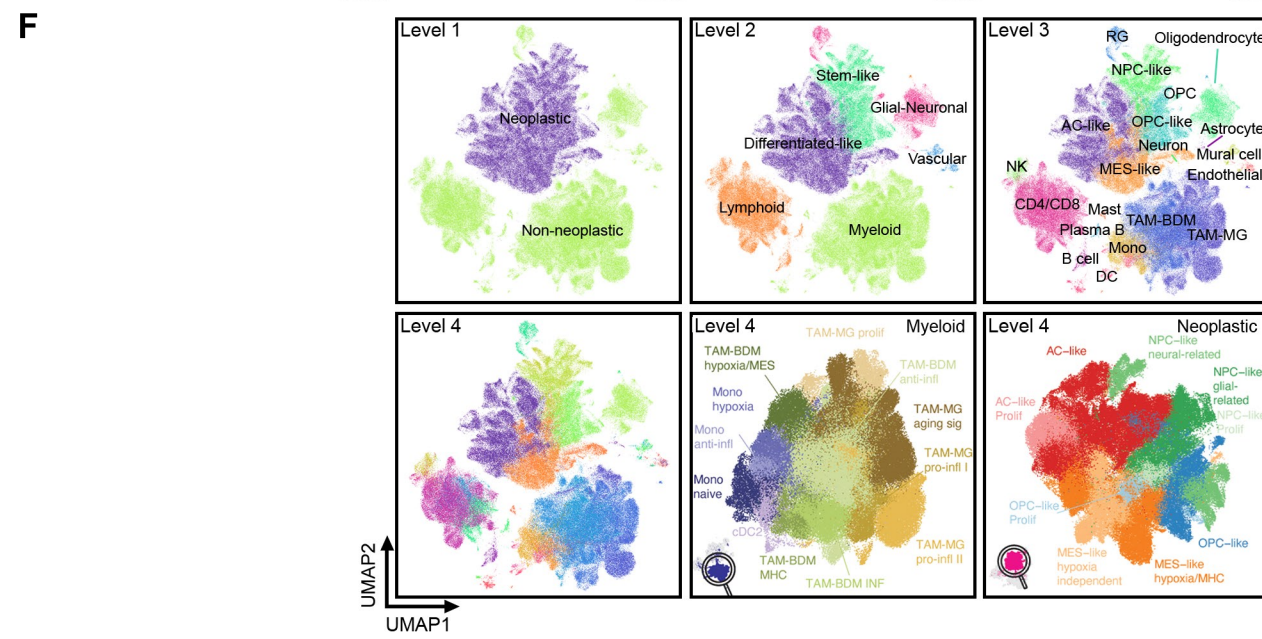 F
Level 1
Neoplastic
Non-neoplastic
Level 2
Stem-like
Glial-Neuronal
Differentiated-like
Vascular
Lymphoid
Myeloid
Level 3
RG
Oligodendrocyte
NPC-like
OPC
AC-like
OPC-like
Astrocyte
Neuron
Mural cell
NK
MES-like
Endothelial
CD4/CD8
Mast
TAM-BDM
Plasma B
TAM-MG
Mono
B cell
DC
Level 4
Level 4
Myeloid
TAM-MG prolif
TAM-BDM
hypoxia/MES
TAM-BDM
anti-infl
Mono
hypoxia
TAM-MG
aging sig
Mono
anti-infl
TAM-MG
pro-infl I
Mono
naive
cDC2
TAM-MG
pro-infl II
TAM-BDM
MHC
TAM-BDM INF
Level 4
Neoplastic
AC–like
NPC–like
neural-related
NPC–like
glial-
related
AC–like
Prolif
NPC–like
Prolif
OPC–like
Prolif
OPC–like
MES–like
hypoxia
independent
MES–like
hypoxia/MHC
UMAP2
UMAP1